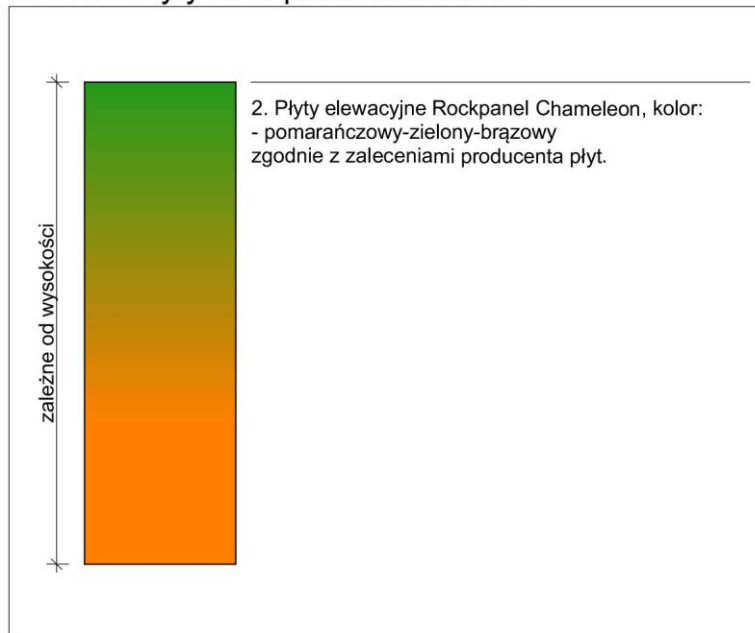 2. Płyty elewacyjne Rockpanel Chameleon, kolor:
- pomarańczowy-zielony-brązowy
zgodnie z zaleceniami producenta płyt.
zależne od wysokości